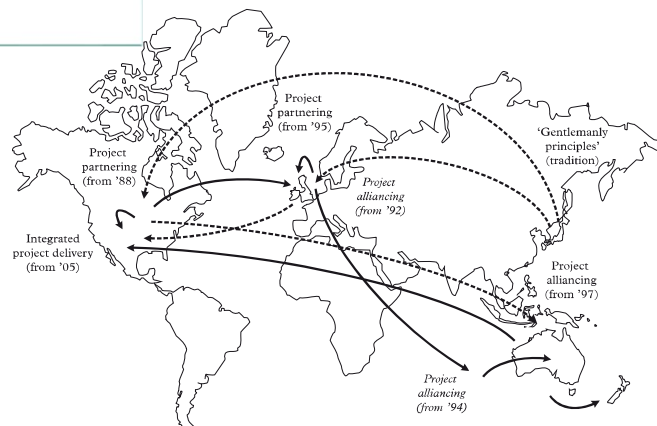 Project
partnering
(from ’95)
‘Gentlemanly
principles’
(tradition)
Project
partnering
(from ’88)
Project
alliancing
(from ’92)
Integrated
project delivery
(from ’05)
Project
alliancing
(from ’97)
Project
alliancing
(from ’94)